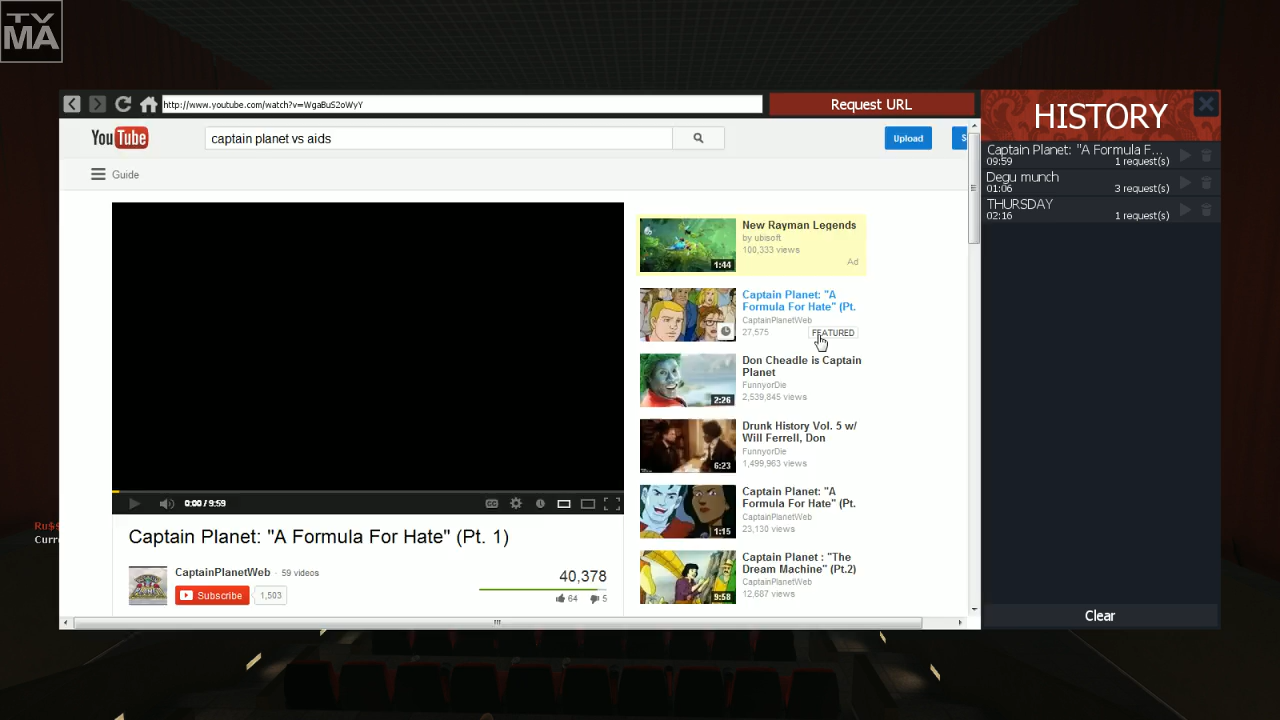 TV
MA
http://www.youtube.com/watch?v=WgaBuS2oWyY
Request URL
HISTORY
Captain Planet: "A Formula F...
09:59 1 request(s)
Degu munch
01:06 3 request(s)
THURSDAY
02:16 1 request(s)
Clear
YouTube
captain planet vs aids
Upload
S
Guide
0:00 / 9:59
CC
Captain Planet: "A Formula For Hate" (Pt. 1)
CaptainPlanetWeb · 59 videos
Subscribe 1,503
40,378
64 5
New Rayman Legends
by ubisoft
100,333 views
Ad
1:44
Captain Planet: "A
Formula For Hate" (Pt.
CaptainPlanetWeb
27,575 FEATURED
Don Cheadle is Captain
Planet
FunnyorDie
2,539,845 views
2:26
Drunk History Vol. 5 w/
Will Ferrell, Don
FunnyorDie
1,499,963 views
6:23
Captain Planet: "A
Formula For Hate" (Pt.
CaptainPlanetWeb
23,130 views
1:15
Captain Planet : "The
Dream Machine" (Pt.2)
CaptainPlanetWeb
12,687 views
9:58
Ru$$
Curr